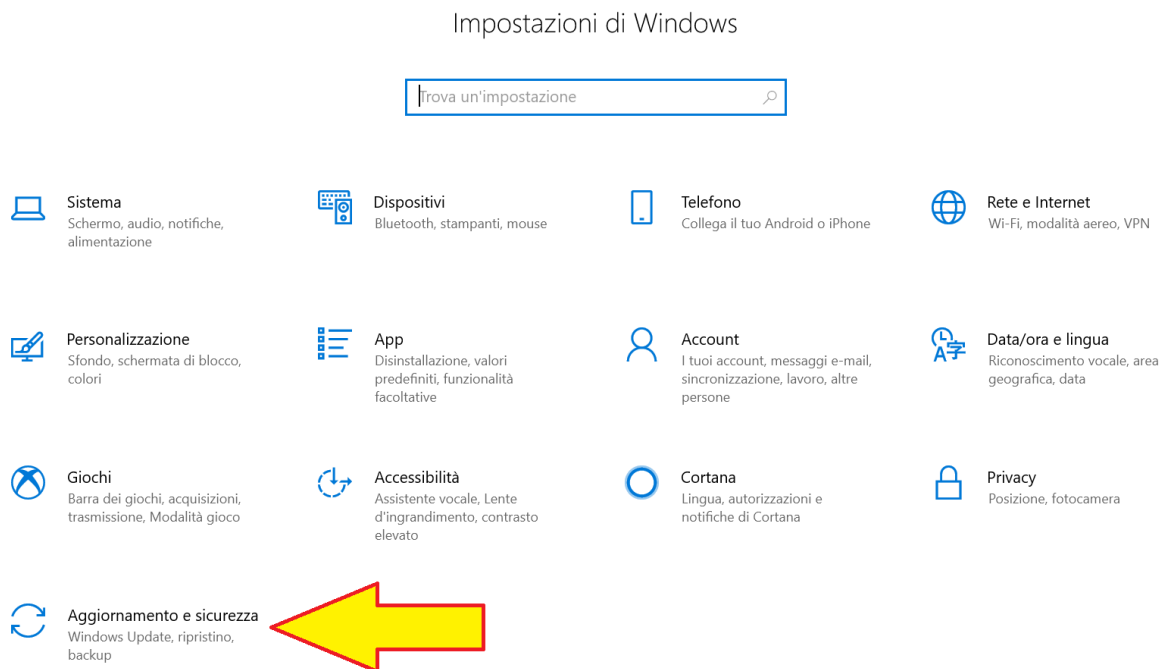 Impostazioni di Windows
Trova un'impostazione
Sistema
Schermo, audio, notifiche,
alimentazione
Dispositivi
Bluetooth, stampanti, mouse
Telefono
Collega il tuo Android o iPhone
Rete e Internet
Wi-Fi, modalità aereo, VPN
Personalizzazione
Sfondo, schermata di blocco,
colori
App
Disinstallazione, valori
predefiniti, funzionalità
facoltative
Account
I tuoi account, messaggi e-mail,
sincronizzazione, lavoro, altre
persone
Data/ora e lingua
Riconoscimento vocale, area
geografica, data
Giochi
Barra dei giochi, acquisizioni,
trasmissione, Modalità gioco
Accessibilità
Assistente vocale, Lente
d'ingrandimento, contrasto
elevato
Cortana
Lingua, autorizzazioni e
notifiche di Cortana
Privacy
Posizione, fotocamera
Aggiornamento e sicurezza
Windows Update, ripristino,
backup